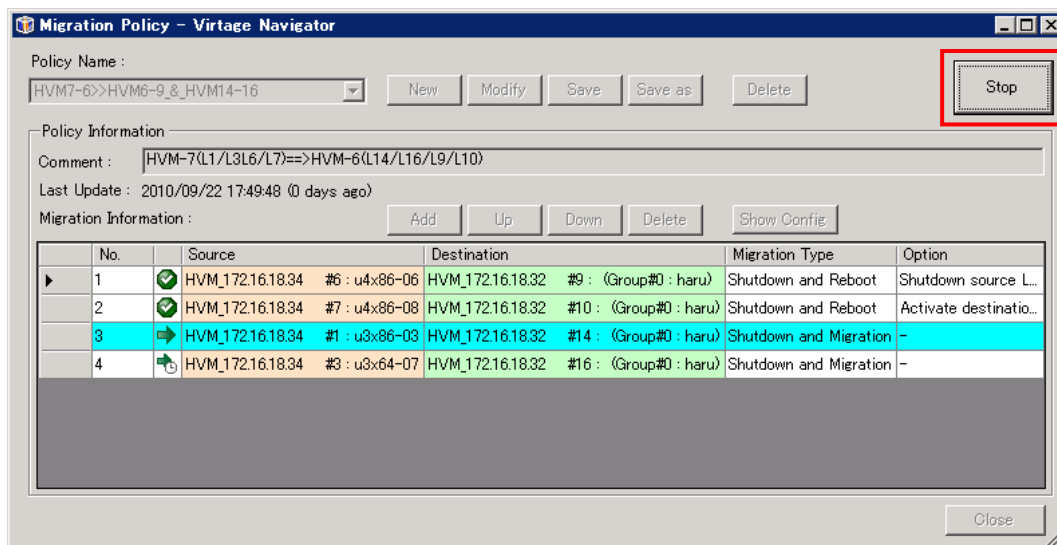 Migration Policy - Virtage Navigator
Policy Name :
HVM7-6>>HVM6-9_&_HVM14-16 New Modify Save Save as Delete Stop
Policy Information
Comment : HVM-7(L1/L3L6/L7)==>HVM-6(L14/L16/L9/L10)
Last Update : 2010/09/22 17:49:48 (0 days ago)
Migration Information : Add Up Down Delete Show Config
No. Source Destination Migration Type Option
1 HVM_172.16.18.34 #6 : u4x86-06 HVM_172.16.18.32 #9 : (Group#0 : haru) Shutdown and Reboot Shutdown source L...
2 HVM_172.16.18.34 #7 : u4x86-08 HVM_172.16.18.32 #10 : (Group#0 : haru) Shutdown and Reboot Activate destinatio...
3 HVM_172.16.18.34 #1 : u3x86-03 HVM_172.16.18.32 #14 : (Group#0 : haru) Shutdown and Migration -
4 HVM_172.16.18.34 #3 : u3x64-07 HVM_172.16.18.32 #16 : (Group#0 : haru) Shutdown and Migration -
Close